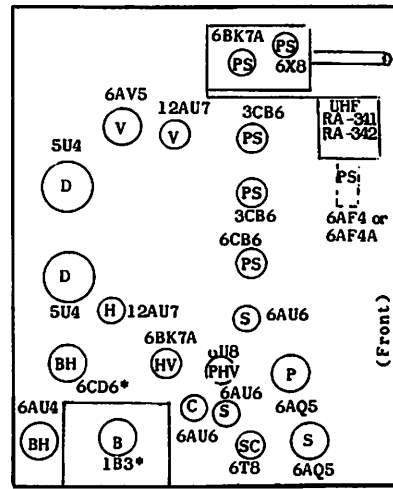 6BK7A
PS
PS
6X8
6AV5
12AU7
3CB6
UHF
RA-341
RA-342
V
V
PS
5U4
D
PS
PS
3CB6
6AF4 or
6AF4A
6CB6
D
PS
5U4
H
12AU7
S
6AU6
(Front)
6BK7A
υU8
BH
HV
PHV
P
6CD6*
6AU6
6AQ5
6AU4
C
S
BH
B
6AU6
SC
S
1B3*
6T8
6AQ5